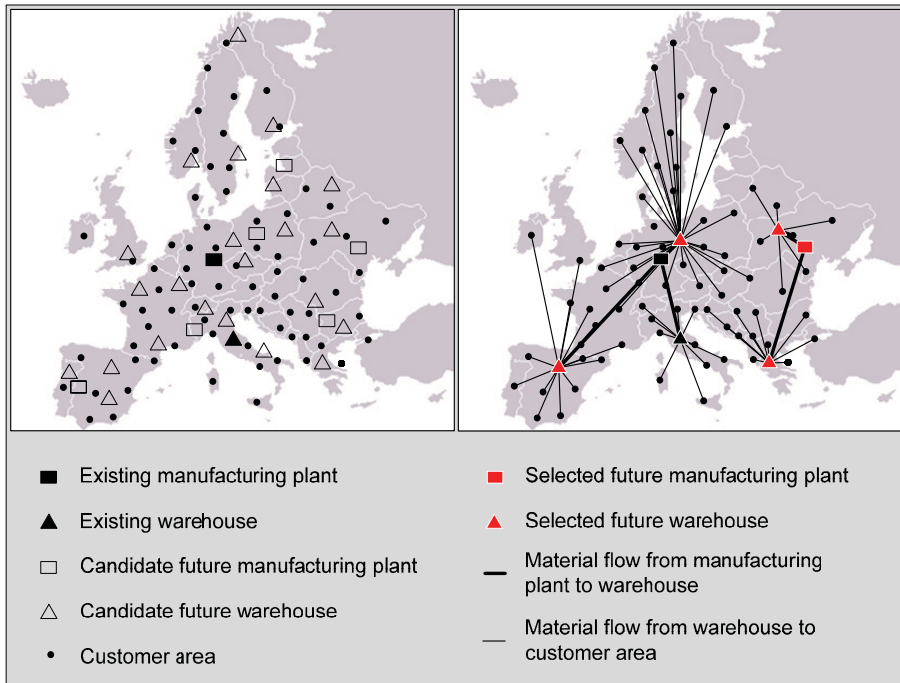 Existing manufacturing plant
Existing warehouse
Candidate future manufacturing plant
Candidate future warehouse
Customer area
Selected future manufacturing plant
Selected future warehouse
Material flow from manufacturing
plant to warehouse
Material flow from warehouse to
customer area